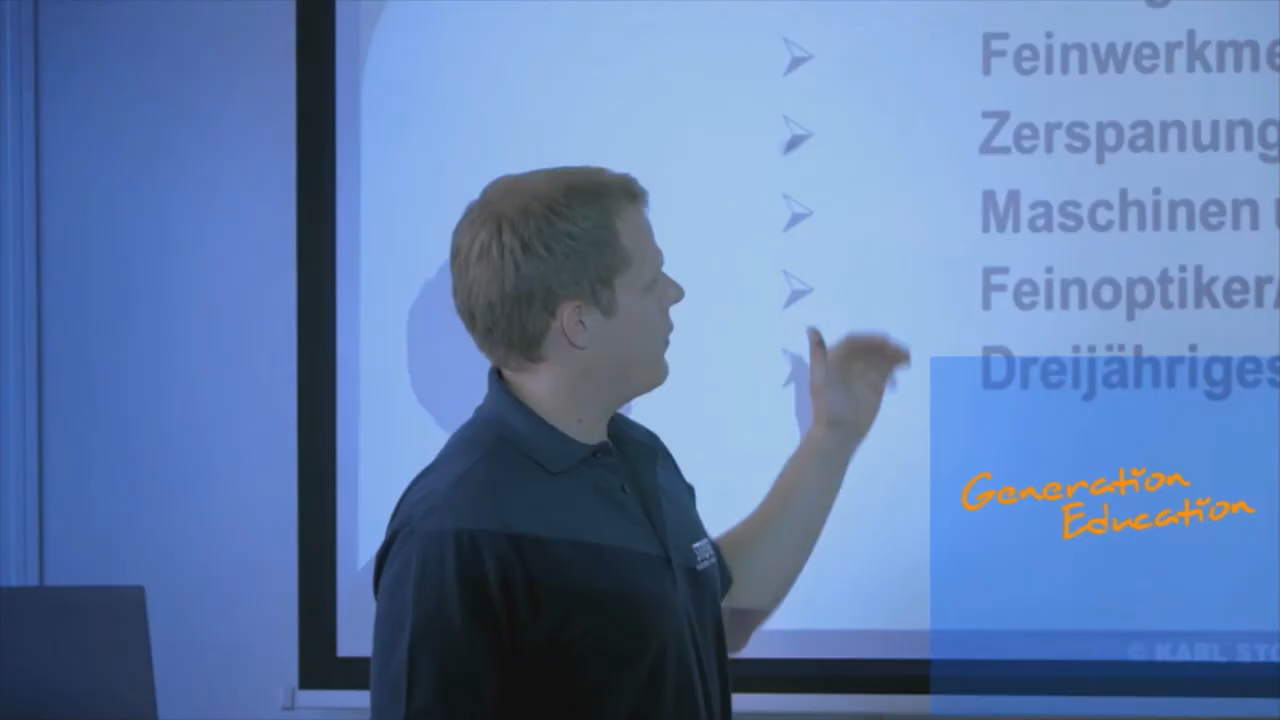 Feinwerkme
Zerspanung
Maschinen
Feinoptiker/
Dreijähriges
Generation
Education
© KARL STO